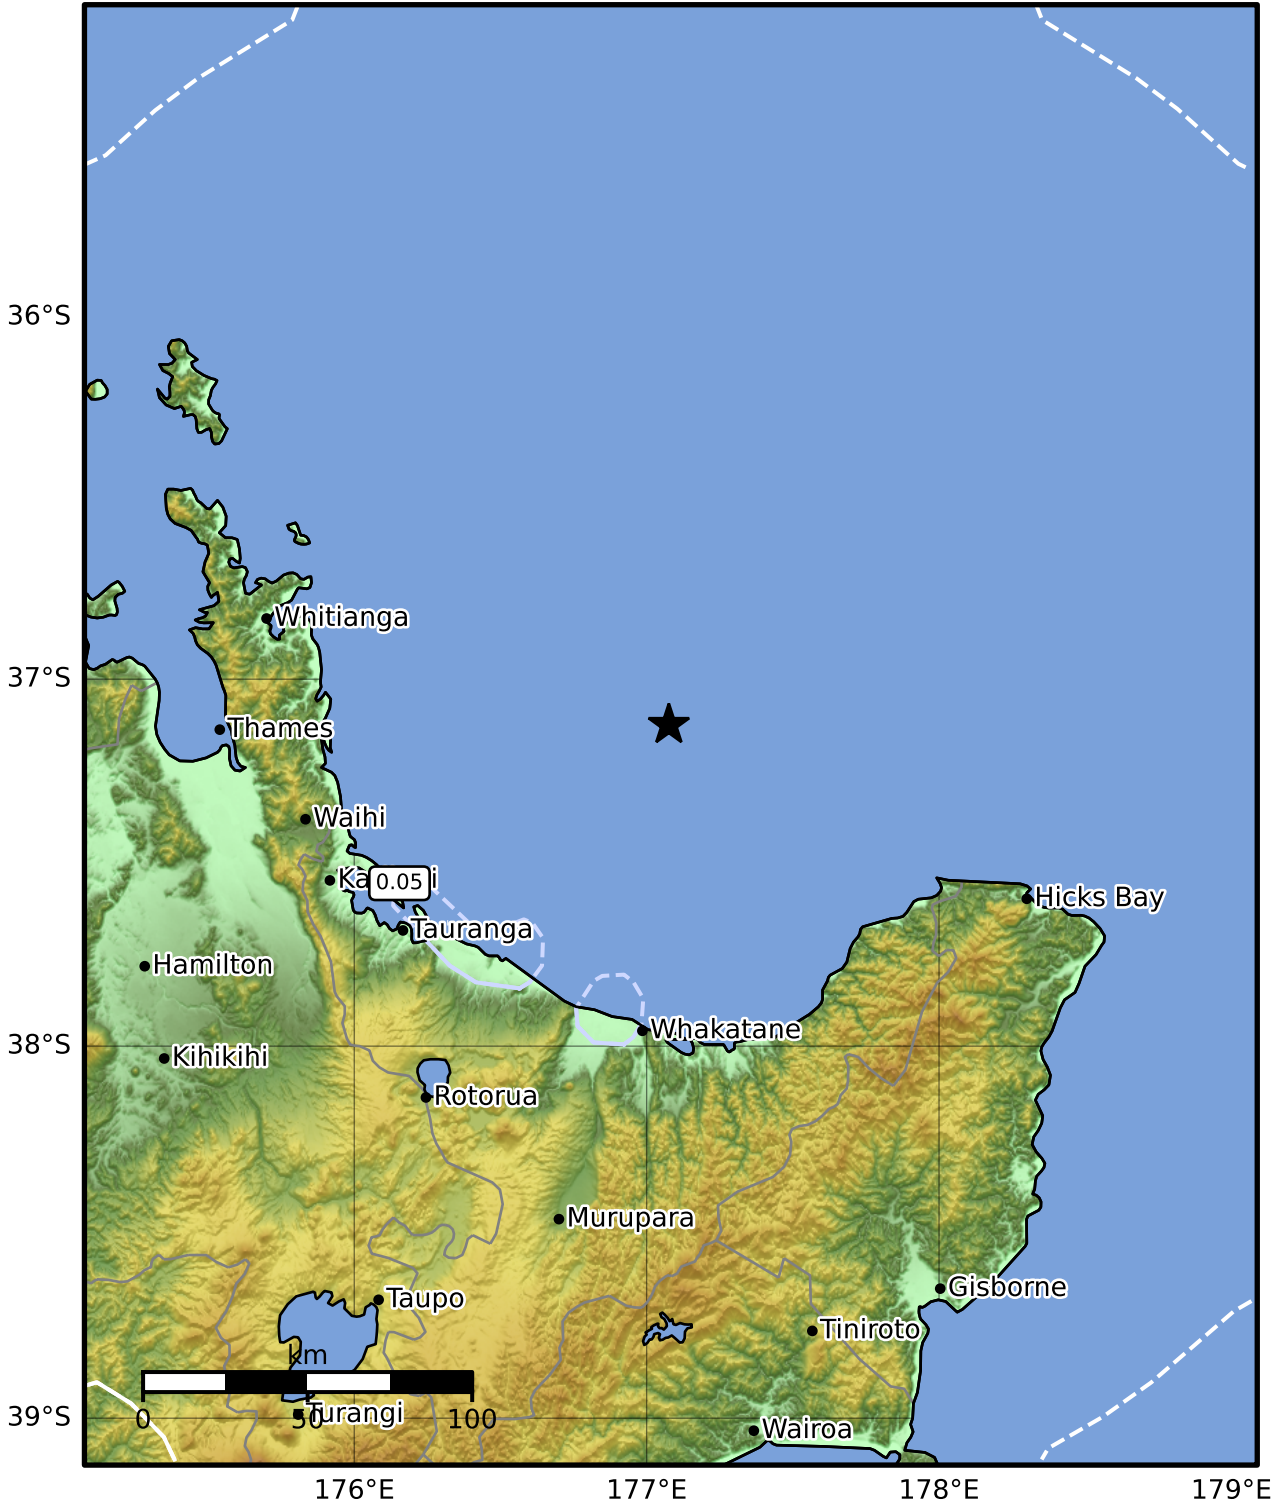 36°S
Whitianga
37°S
Thames
Waihi
0.05
Tauranga
Hicks Bay
Hamilton
Whakatane
38°S
Kihikihi
Rotorua
Murupara
Gisborne
Taupo
Tiniroto
km
0
50
100
Turangi
39°S
Wairoa
176°E
177°E
178°E
179°E